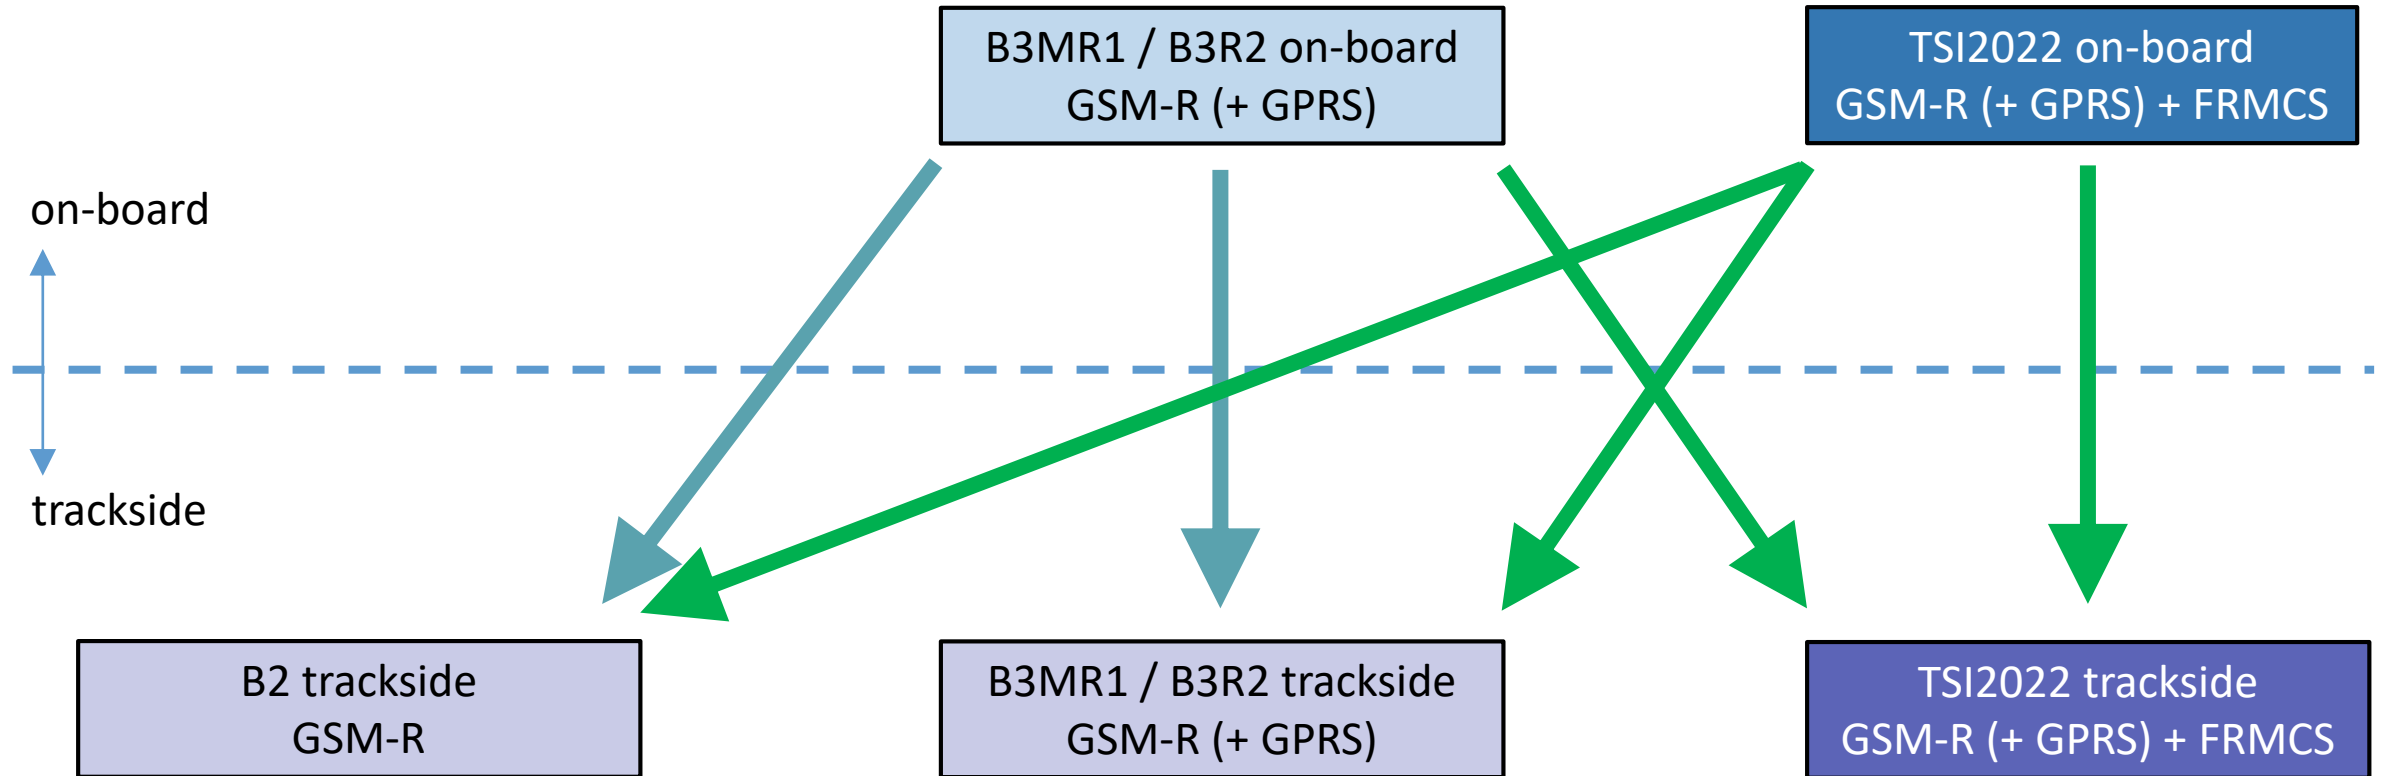 B3MR1 / B3R2 on-board
GSM-R (+ GPRS)
TSI2022 on-board
GSM-R (+ GPRS) + FRMCS
on-board
trackside
B2 trackside
GSM-R
B3MR1 / B3R2 trackside
GSM-R (+ GPRS)
TSI2022 trackside
GSM-R (+ GPRS) + FRMCS